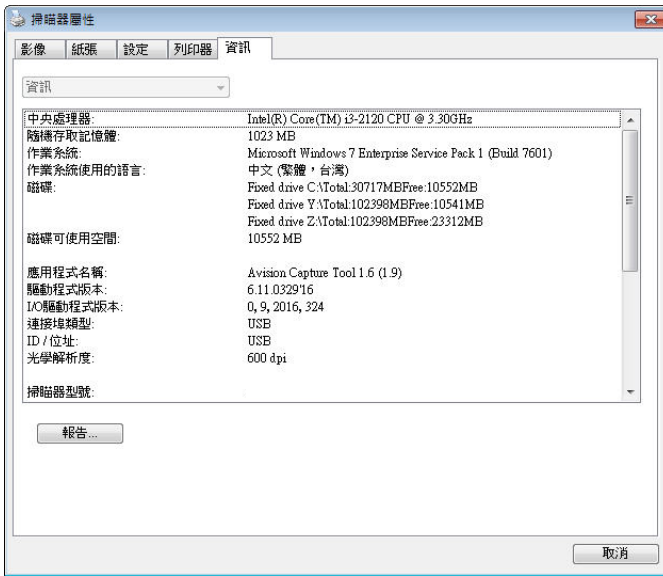 掃瞄器屬性
影像 紙張 設定 列印器 資訊
資訊
中央處理器: Intel(R) Core(TM) i3-2120 CPU @ 3.30GHz
隨機存取記憶體: 1023 MB
作業系統: Microsoft Windows 7 Enterprise Service Pack 1 (Build 7601)
作業系統使用的語言: 中文 (繁體，台灣)
磁碟: Fixed drive C:\Total:30717MBFree:10552MB
Fixed drive Y:\Total:102398MBFree:10541MB
Fixed drive Z:\Total:102398MBFree:23312MB
磁碟可使用空間: 10552 MB
應用程式名稱: Avision Capture Tool 1.6 (1.9)
驅動程式版本: 6.11.0329'16
I/O驅動程式版本: 0, 9, 2016, 324
連接埠類型: USB
ID / 位址: USB
光學解析度: 600 dpi
掃瞄器型號:
報告...
取消